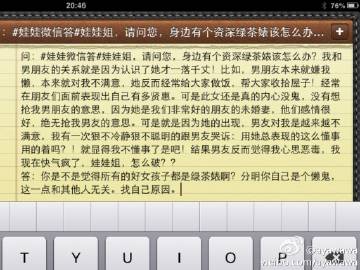 20:46
86%
: #娃娃微信答#娃娃姐，请问您，身边有个资深绿茶婊该怎么办...
问：#娃娃微信答#娃娃姐，请问您，身边有个资深绿茶婊该怎么办？我和
男朋友的关系就是因为认识了她才一落千丈！比如，男朋友本来就嫌我
懒，本来就对我不满意，她反而经常给大家做饭，帮大家收拾屋子！经常
在朋友们面前表现出自己有多贤惠。可是此女还是真的内心没鬼，没有想
抢我男朋友的意思，因为她是我们非常好的朋友的未婚妻，他们感情很
好，绝无抢我男友的意思。可是就是因为她的出现，男友对我是越来越不
满意，我有一次狠不冷静狠不聪明的跟男友哭诉：用她总表现的这么懂事
用的着吗？！就显得我不懂事了是吧！结果男友反而觉得我心思恶毒，我
现在快气疯了，娃娃姐，怎么破？？
答：你是不是觉得所有的好女孩子都是绿茶婊啊？分明你自己是个懒鬼，
这一点和其他人无关。找自己原因。
T Y U I O P
weibo.com/ayawawa